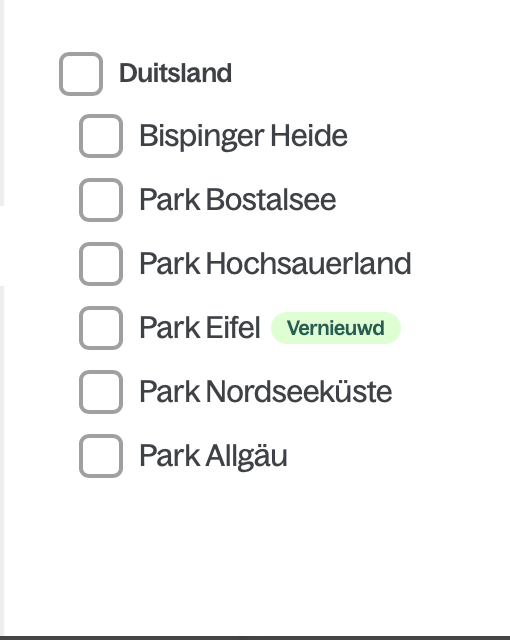 Duitsland
Bispinger Heide
Park Bostalsee
Park Hochsauerland
Park Eifel Vernieuwd
Park Nordseeküste
Park Allgäu